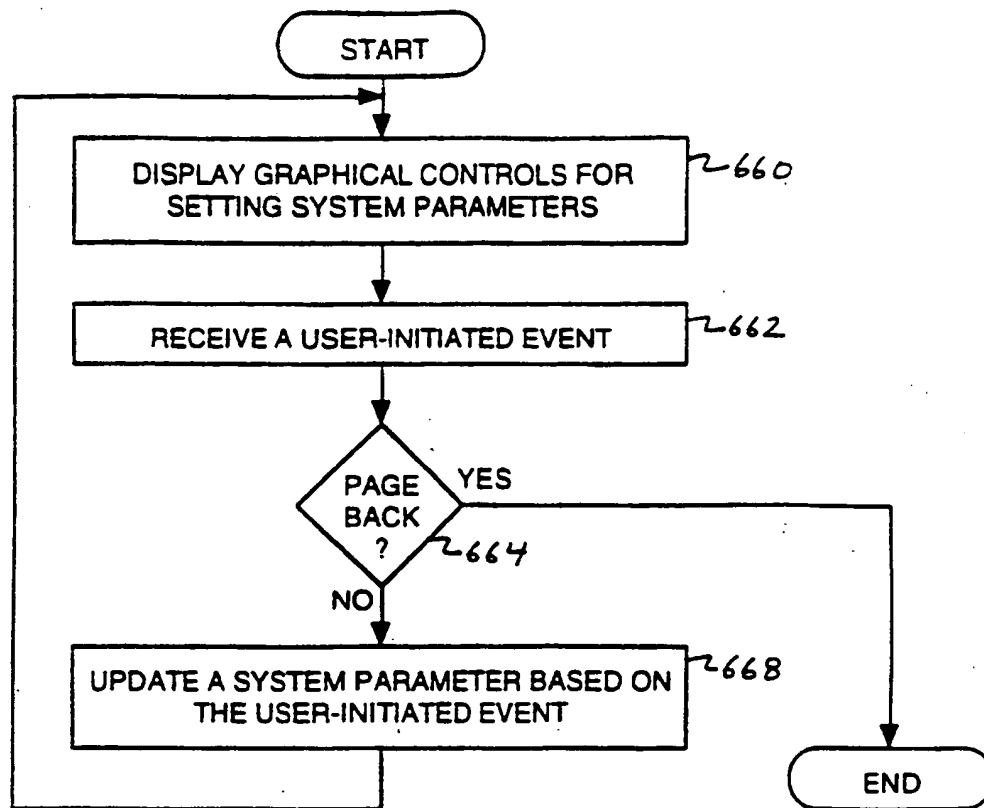 START
DISPLAY GRAPHICAL CONTROLS FOR
SETTING SYSTEM PARAMETERS
660
RECEIVE A USER-INITIATED EVENT
662
PAGE
BACK
?
YES
664
NO
UPDATE A SYSTEM PARAMETER BASED ON
THE USER-INITIATED EVENT
668
END